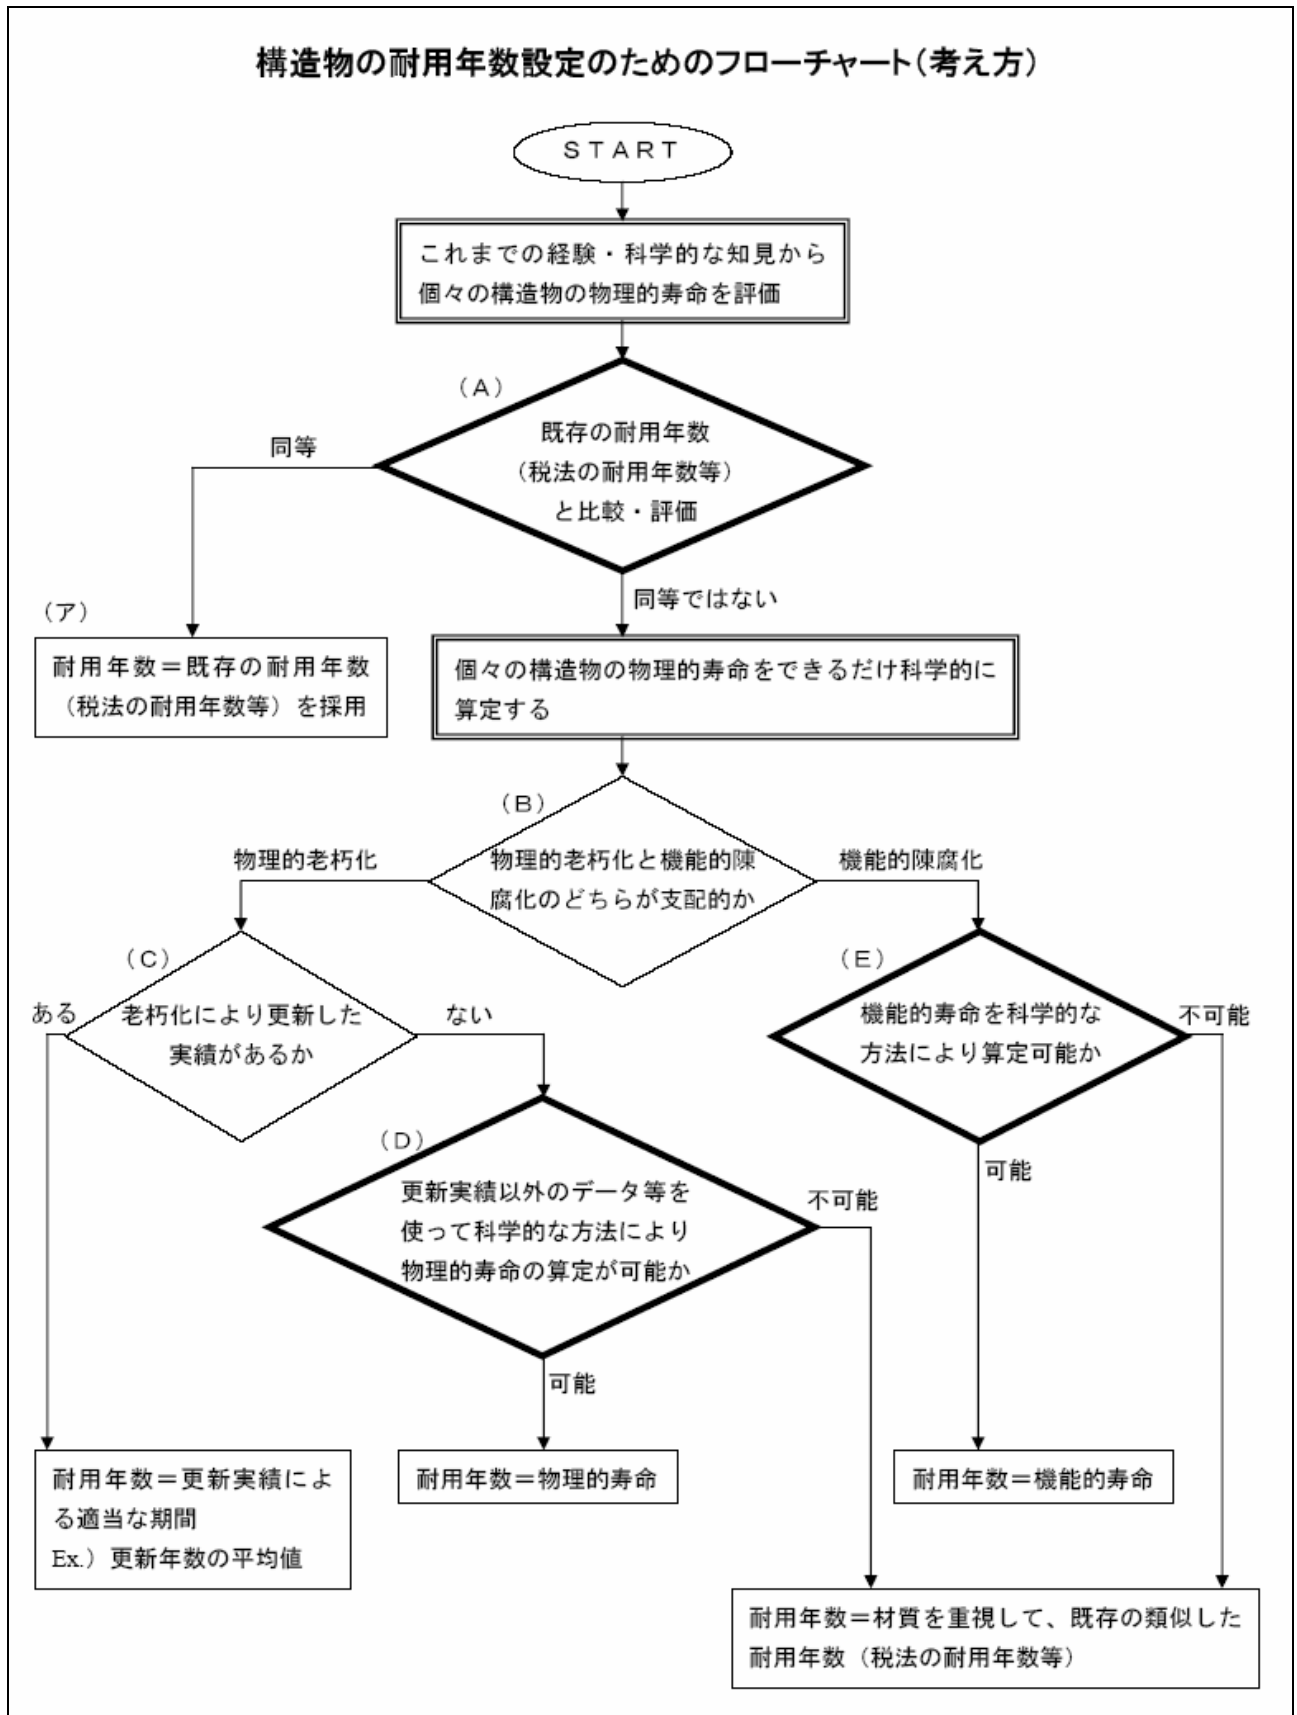 構造物の耐用年数設定のためのフローチャート（考え方）
ＳＴＡＲＴ
これまでの経験・科学的な知見から
個々の構造物の物理的寿命を評価
（Ａ）
既存の耐用年数
（税法の耐用年数等）
と比較・評価
同等
同等ではない
（ア）
耐用年数＝既存の耐用年数
（税法の耐用年数等）を採用
個々の構造物の物理的寿命をできるだけ科学的に
算定する
（Ｂ）
物理的老朽化と機能的陳
腐化のどちらが支配的か
物理的老朽化
機能的陳腐化
（Ｃ）
老朽化により更新した
実績があるか
ある
ない
（Ｅ）
機能的寿命を科学的な
方法により算定可能か
不可能
可能
（Ｄ）
更新実績以外のデータ等を
使って科学的な方法により
物理的寿命の算定が可能か
不可能
可能
耐用年数＝更新実績によ
る適当な期間
Ex.）更新年数の平均値
耐用年数＝物理的寿命
耐用年数＝機能的寿命
耐用年数＝材質を重視して、既存の類似した
耐用年数（税法の耐用年数等）